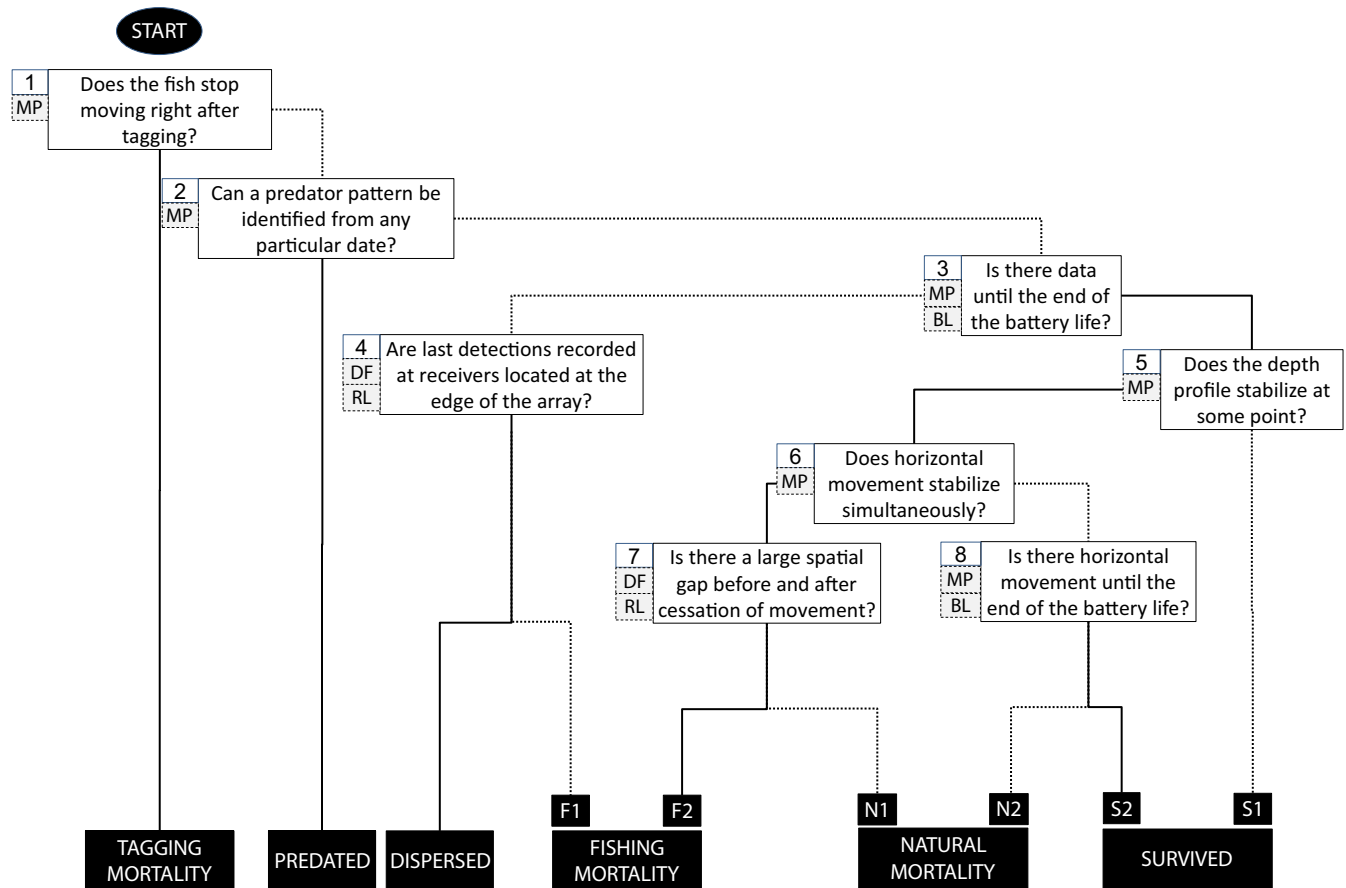 START
1
MP
Does the fish stop
moving right after
tagging?
2
MP
Can a predator pattern be
identified from any
particular date?
3
MP
BL
Is there data
until the end of
the battery life?
4
DF
RL
Are last detections recorded
at receivers located at the
edge of the array?
5
MP
Does the depth
profile stabilize at
some point?
6
MP
Does horizontal
movement stabilize
simultaneously?
7
DF
RL
Is there a large spatial
gap before and after
cessation of movement?
8
MP
BL
Is there horizontal
movement until the
end of the battery life?
F1
F2
N1
N2
S2
S1
TAGGING
MORTALITY
PREDATED
DISPERSED
FISHING
MORTALITY
NATURAL
MORTALITY
SURVIVED